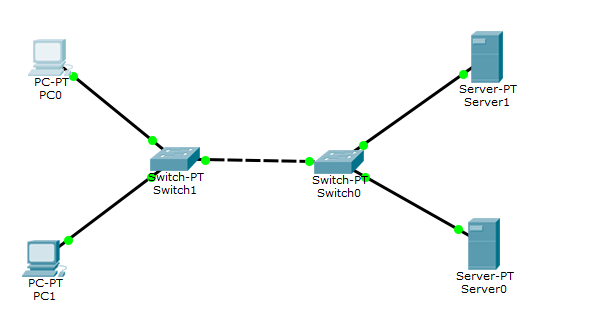 PC-PT
PC0
Server-PT
Server1
Switch-PT
Switch1
Switch-PT
Switch0
PC-PT
PC1
Server-PT
Server0